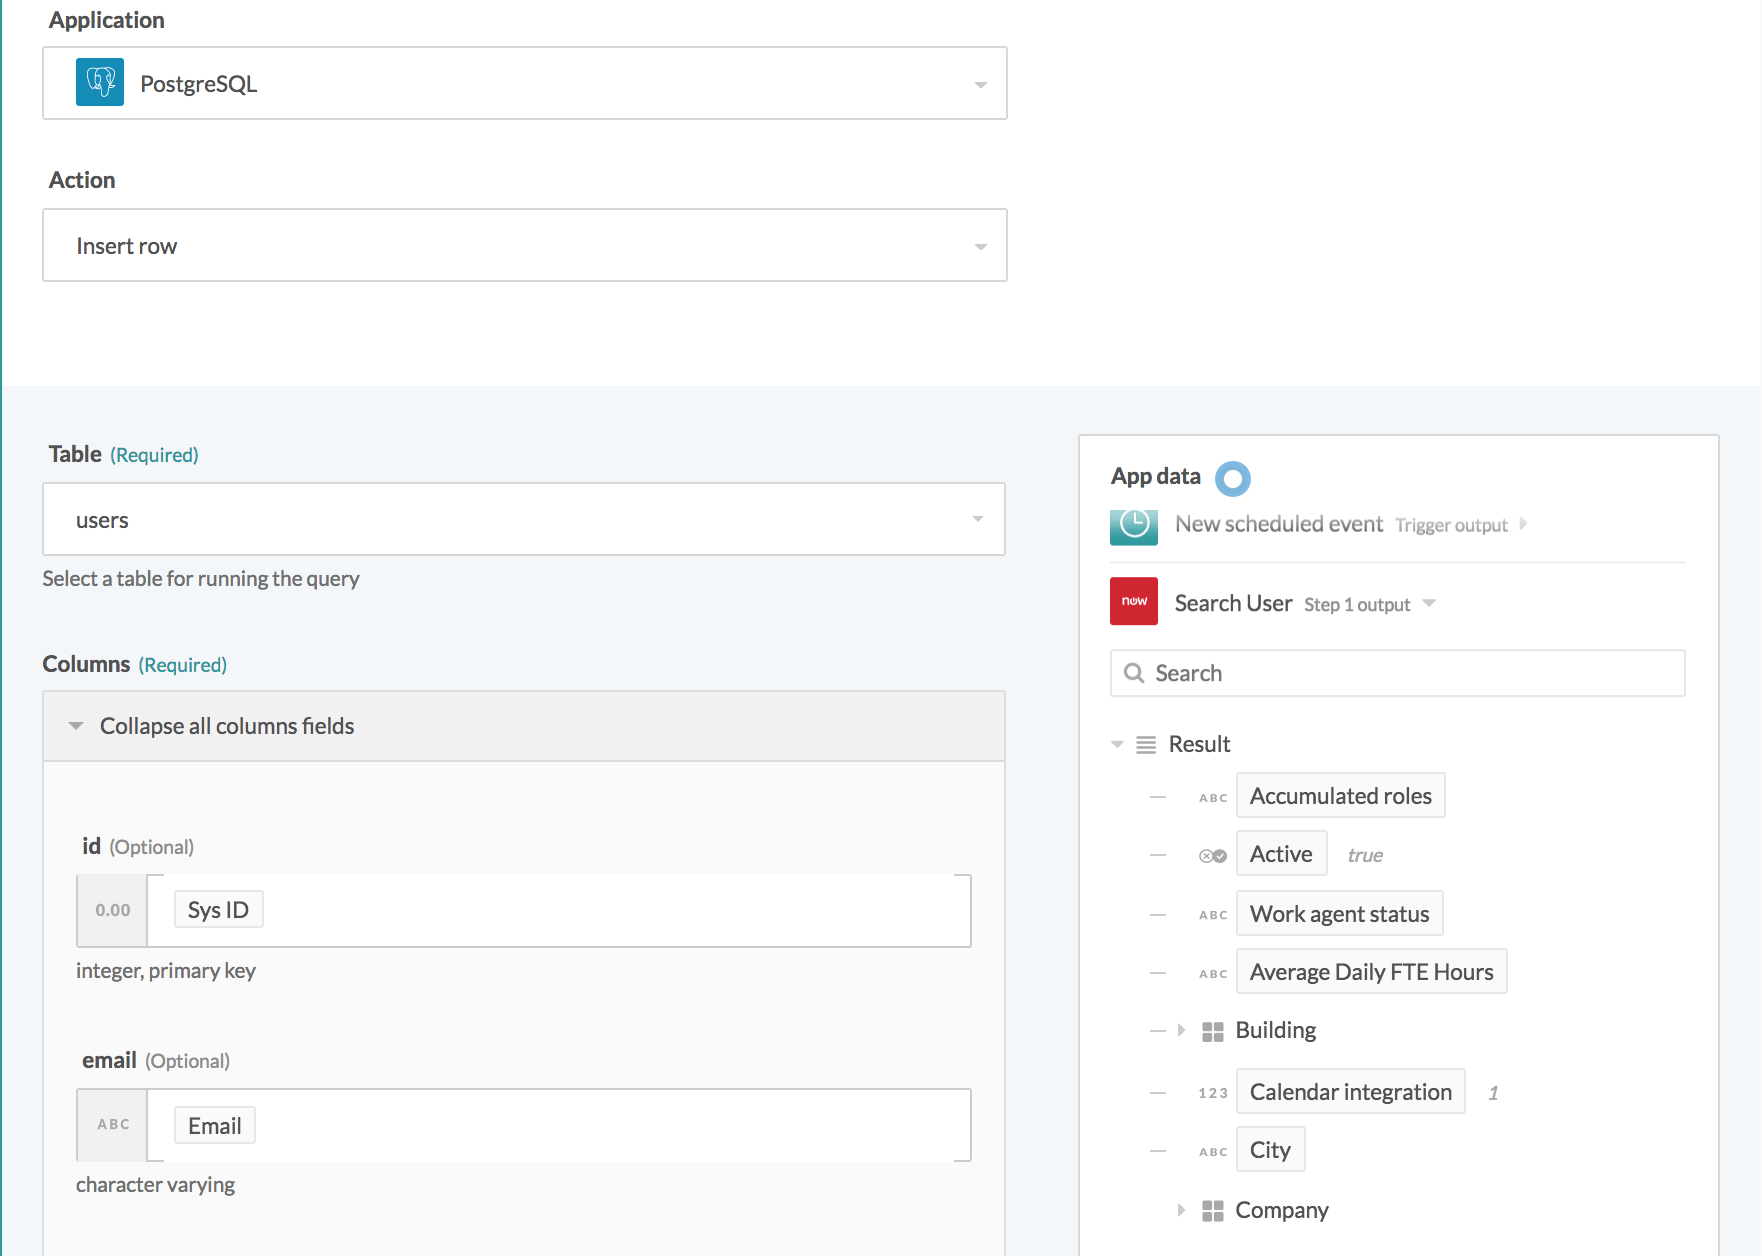 Application
PostgreSQL
Action
Insert row
Table (Required)
users
Select a table for running the query
Columns (Required)
Collapse all columns fields
id (Optional)
0.00 Sys ID
integer, primary key
email (Optional)
ABC Email
character varying
App data
New scheduled event Trigger output
now Search User Step 1 output
Search
Result
ABC Accumulated roles
Active true
ABC Work agent status
ABC Average Daily FTE Hours
Building
123 Calendar integration 1
ABC City
Company